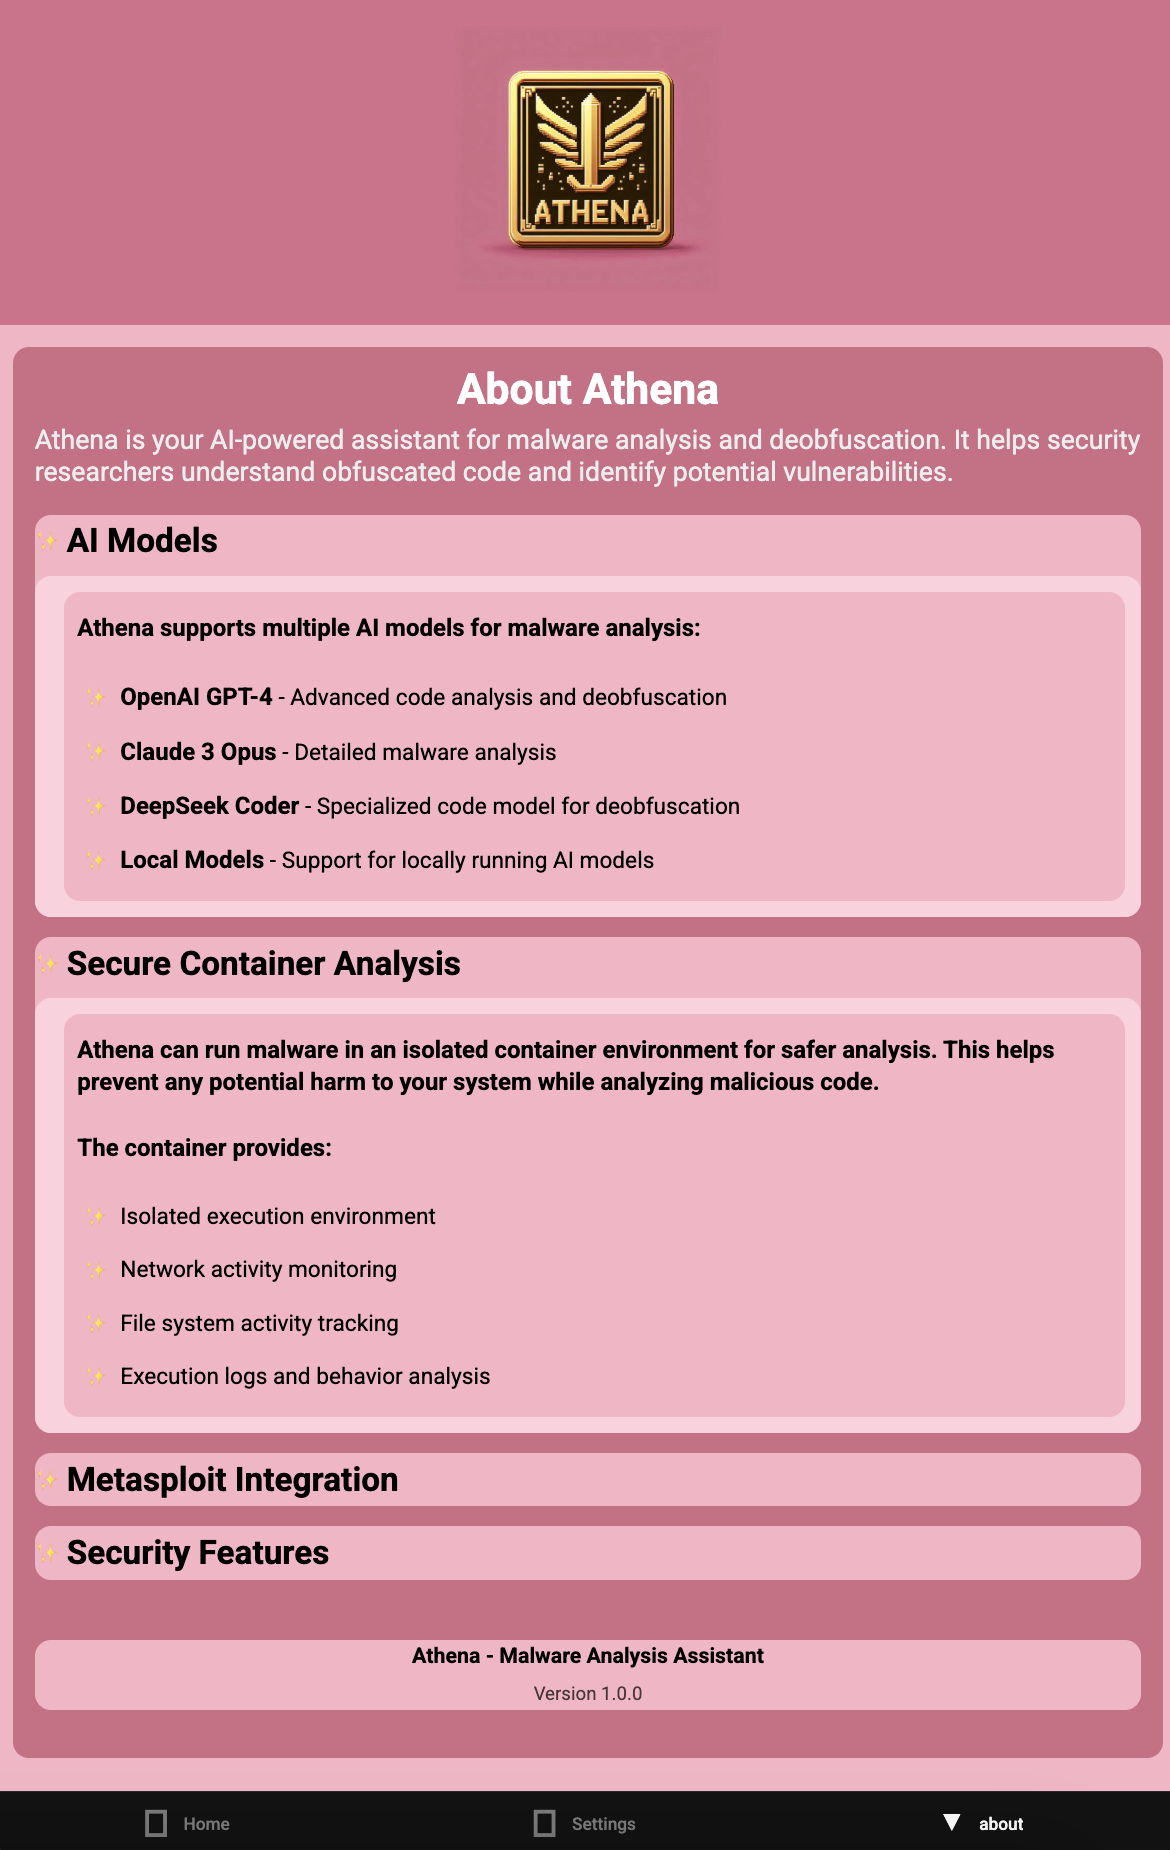 ATHENA
About Athena
Athena is your AI-powered assistant for malware analysis and deobfuscation. It helps security
researchers understand obfuscated code and identify potential vulnerabilities.
✨ AI Models
Athena supports multiple AI models for malware analysis:
✨ OpenAI GPT-4 - Advanced code analysis and deobfuscation
✨ Claude 3 Opus - Detailed malware analysis
✨ DeepSeek Coder - Specialized code model for deobfuscation
✨ Local Models - Support for locally running AI models
✨ Secure Container Analysis
Athena can run malware in an isolated container environment for safer analysis. This helps
prevent any potential harm to your system while analyzing malicious code.
The container provides:
✨ Isolated execution environment
✨ Network activity monitoring
✨ File system activity tracking
✨ Execution logs and behavior analysis
✨ Metasploit Integration
✨ Security Features
Athena - Malware Analysis Assistant
Version 1.0.0
Home
Settings
about